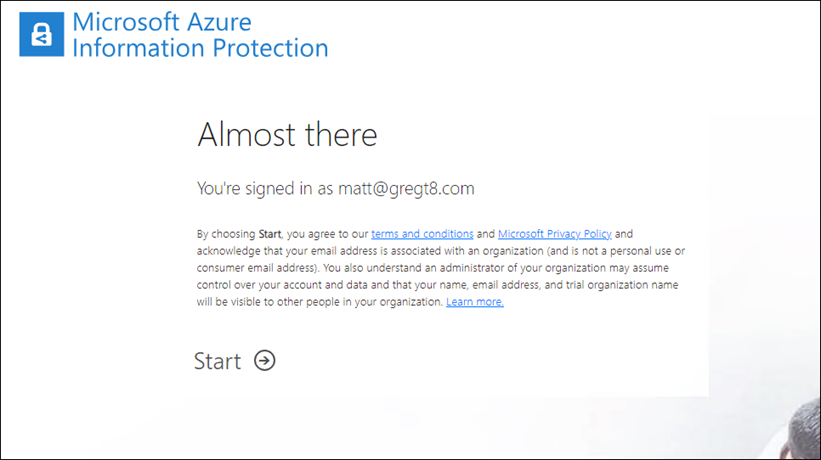 Microsoft Azure
Information Protection
Almost there
You're signed in as matt@gregt8.com
By choosing Start, you agree to our terms and conditions and Microsoft Privacy Policy and
acknowledge that your email address is associated with an organization (and is not a personal use or
consumer email address). You also understand an administrator of your organization may assume
control over your account and data and that your name, email address, and trial organization name
will be visible to other people in your organization. Learn more.
Start